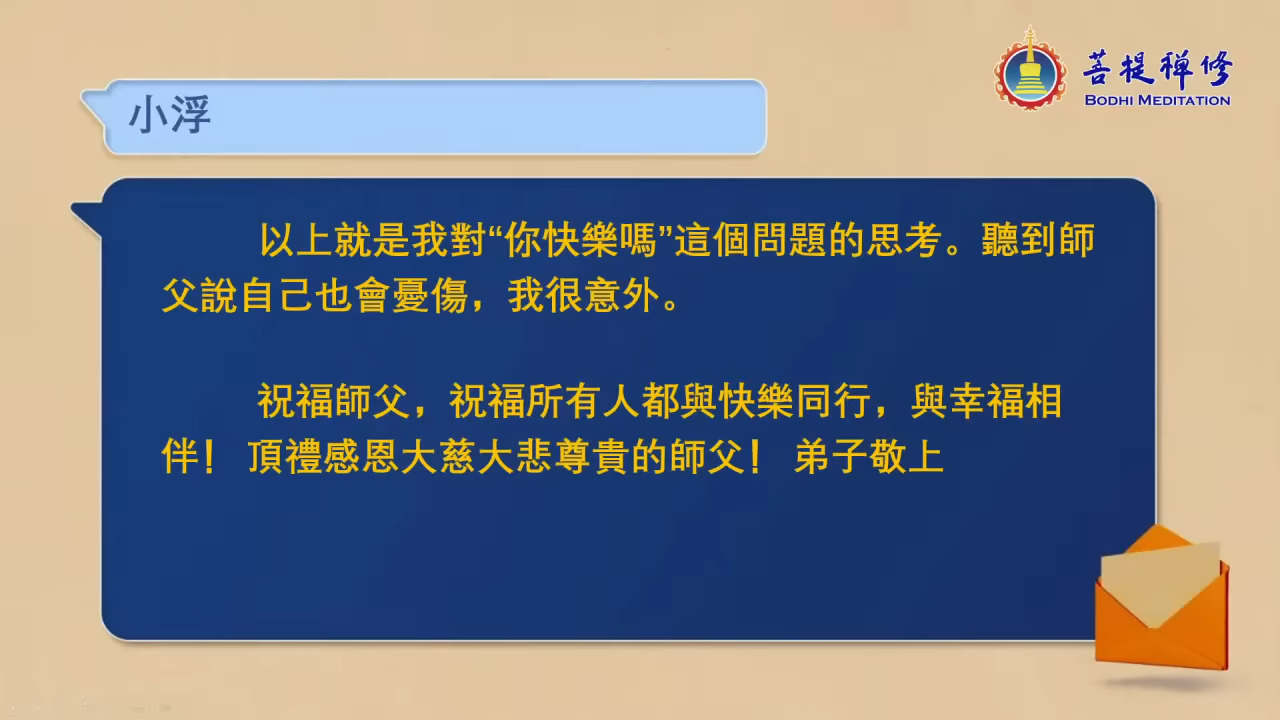 菩提禪修
BODHI MEDITATION
小浮
以上就是我對“你快樂嗎”這個問題的思考。聽到師
父說自己也會憂傷，我很意外。
祝福師父，祝福所有人都與快樂同行，與幸福相
伴！ 頂禮感恩大慈大悲尊貴的師父！ 弟子敬上